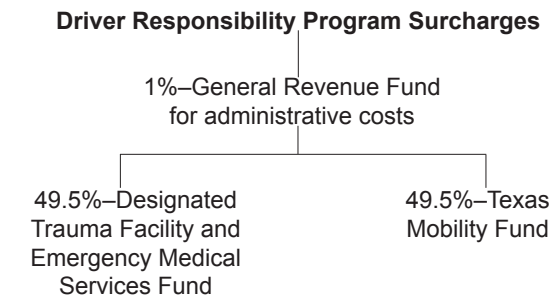 Driver Responsibility Program Surcharges
1%–General Revenue Fund
for administrative costs
49.5%–Designated
Trauma Facility and
Emergency Medical
Services Fund
49.5%–Texas
Mobility Fund